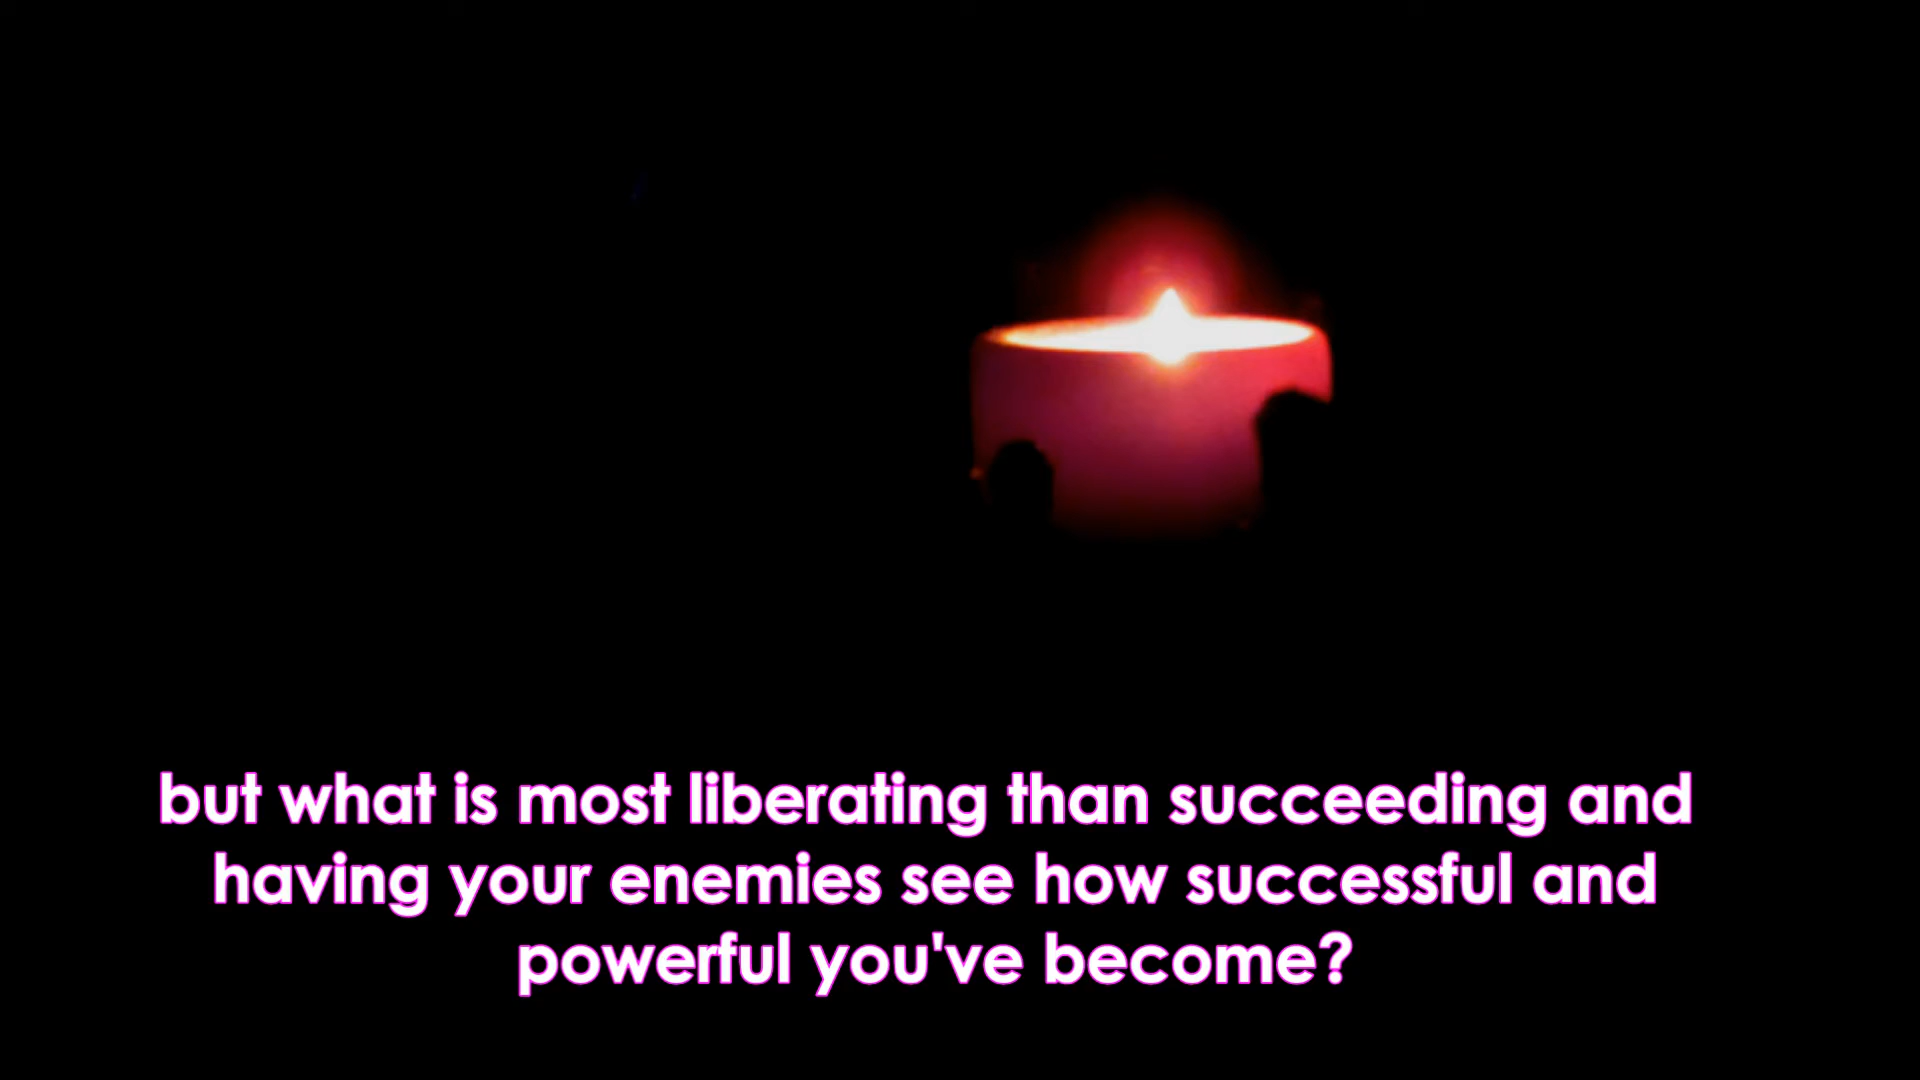 but what is most liberating than succeeding and
having your enemies see how successful and
powerful you've become?